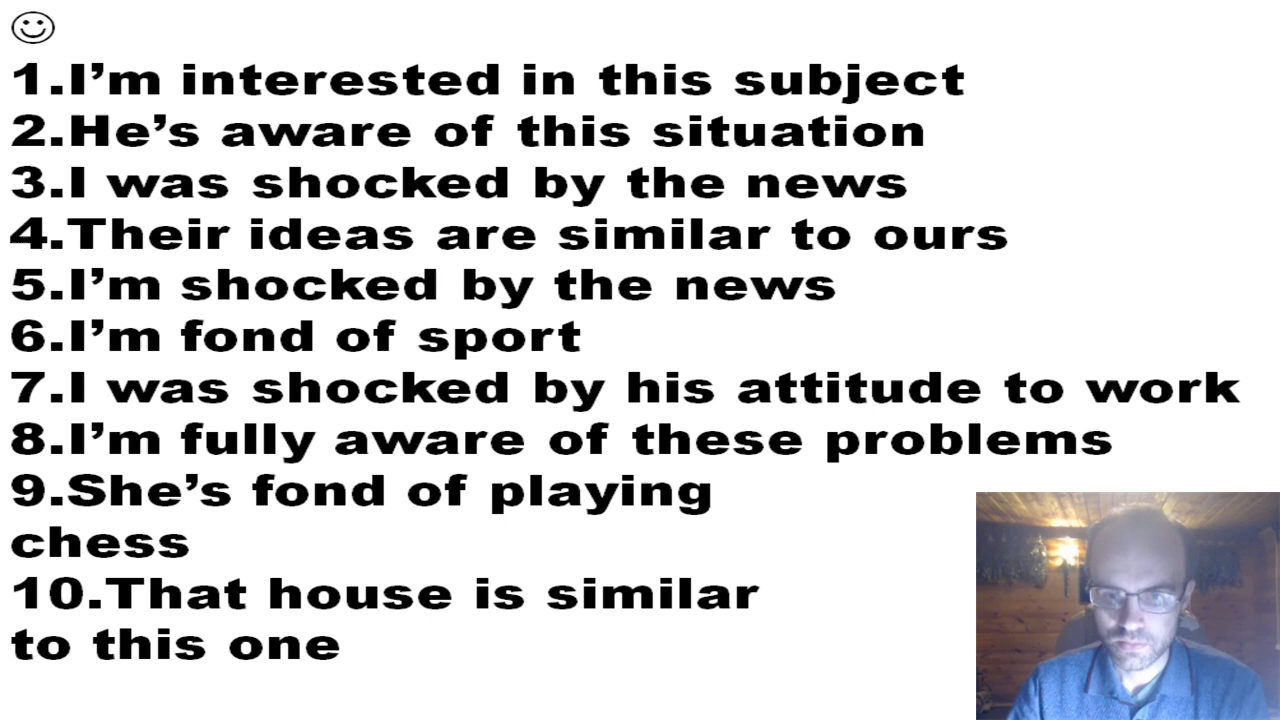 1.I’m interested in this subject
2.He’s aware of this situation
3.I was shocked by the news
4.Their ideas are similar to ours
5.I’m shocked by the news
6.I’m fond of sport
7.I was shocked by his attitude to work
8.I’m fully aware of these problems
9.She’s fond of playing
chess
10.That house is similar
to this one